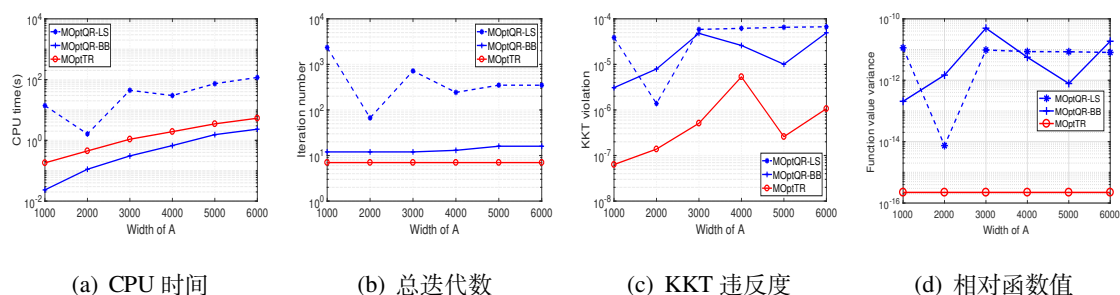 CPU time(s)
10^4
10^2
10^0
10^-2
MOptQR-LS
MOptQR-BB
MOptTR
1000 2000 3000 4000 5000 6000
Width of A
(a) CPU 时间
Iteration number
10^4
10^3
10^2
10^1
10^0
MOptQR-LS
MOptQR-BB
MOptTR
1000 2000 3000 4000 5000 6000
Width of A
(b) 总迭代数
KKT violation
10^-4
10^-5
10^-6
10^-7
10^-8
MOptQR-LS
MOptQR-BB
MOptTR
1000 2000 3000 4000 5000 6000
Width of A
(c) KKT 违反度
Function value variance
10^-10
10^-12
10^-14
10^-16
MOptQR-LS
MOptQR-BB
MOptTR
1000 2000 3000 4000 5000 6000
Width of A
(d) 相对函数值